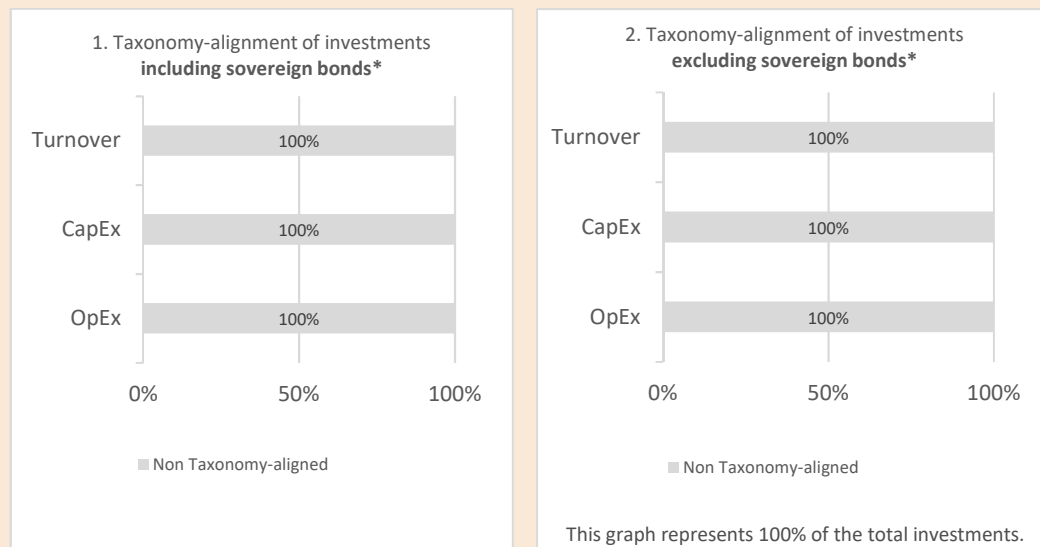 1. Taxonomy-alignment of investments
including sovereign bonds*
Turnover
100%
CapEx
100%
OpEx
100%
0%
50%
100%
Non Taxonomy-aligned
2. Taxonomy-alignment of investments
excluding sovereign bonds*
Turnover
100%
CapEx
100%
OpEx
100%
0%
50%
100%
Non Taxonomy-aligned
This graph represents 100% of the total investments.